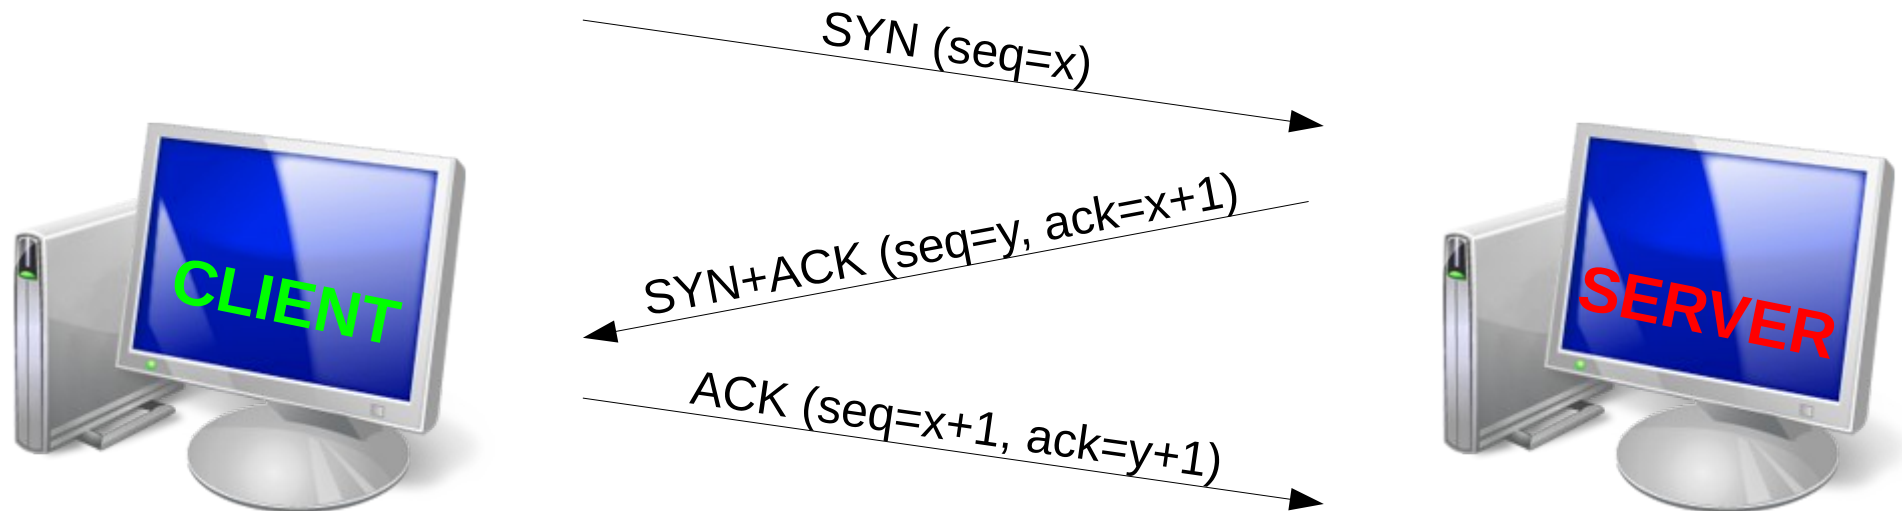 SYN (seq=x)
SYN+ACK (seq=y, ack=x+1)
CLIENT
SERVER
ACK (seq=x+1, ack=y+1)